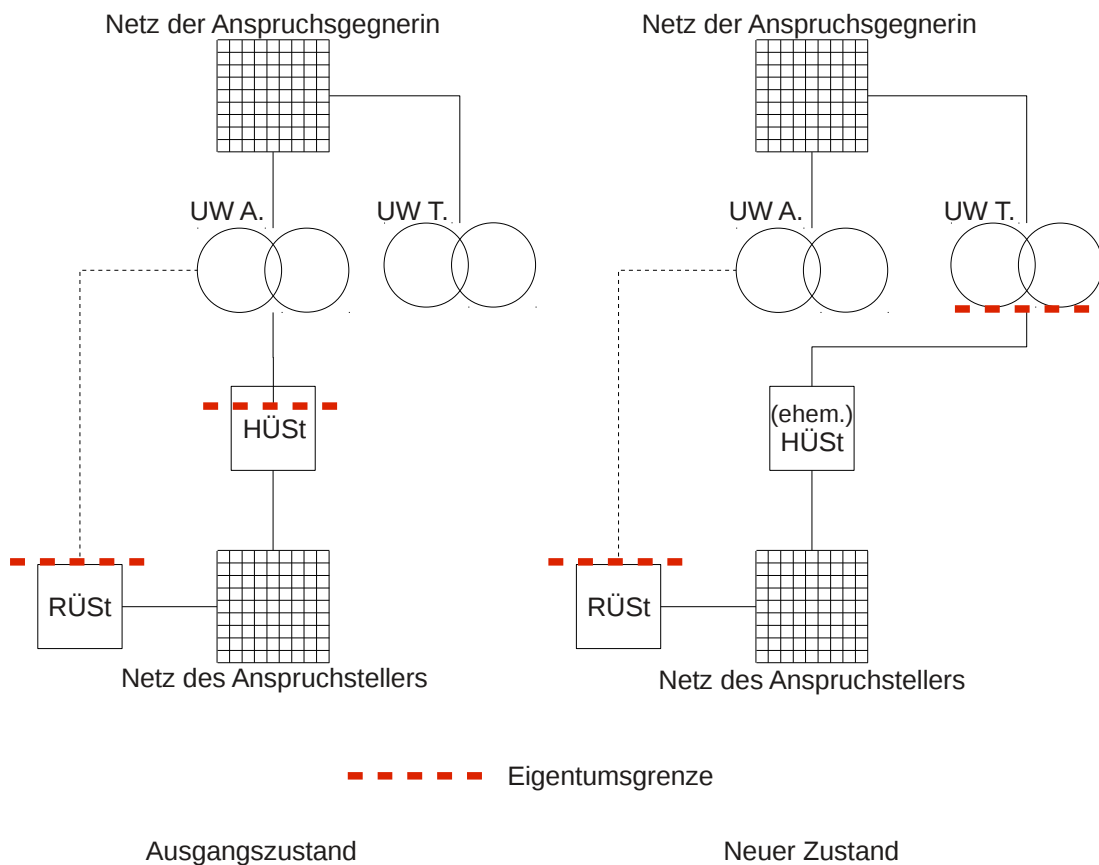 Netz der Anspruchsgegnerin
UW A.
UW T.
HÜSt
RÜSt
Netz des Anspruchstellers
Netz der Anspruchsgegnerin
UW A.
UW T.
(ehem.)
HÜSt
RÜSt
Netz des Anspruchstellers
Eigentumsgrenze
Ausgangszustand
Neuer Zustand